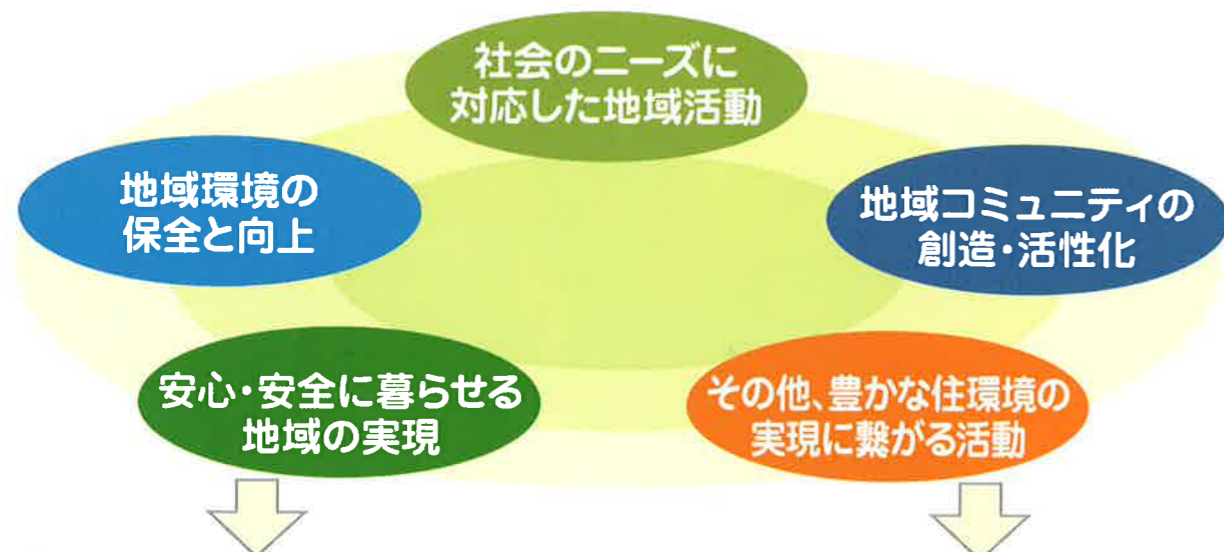 社会のニーズに
対応した地域活動
地域環境の
保全と向上
地域コミュニティの
創造・活性化
安心・安全に暮らせる
地域の実現
その他、豊かな住環境の
実現に繋がる活動